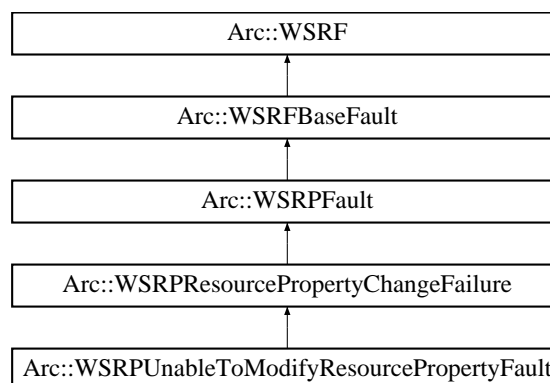 Arc::WSRF
Arc::WSRFBaseFault
Arc::WSRPFault
Arc::WSRPResourcePropertyChangeFailure
Arc::WSRPUnableToModifyResourcePropertyFault